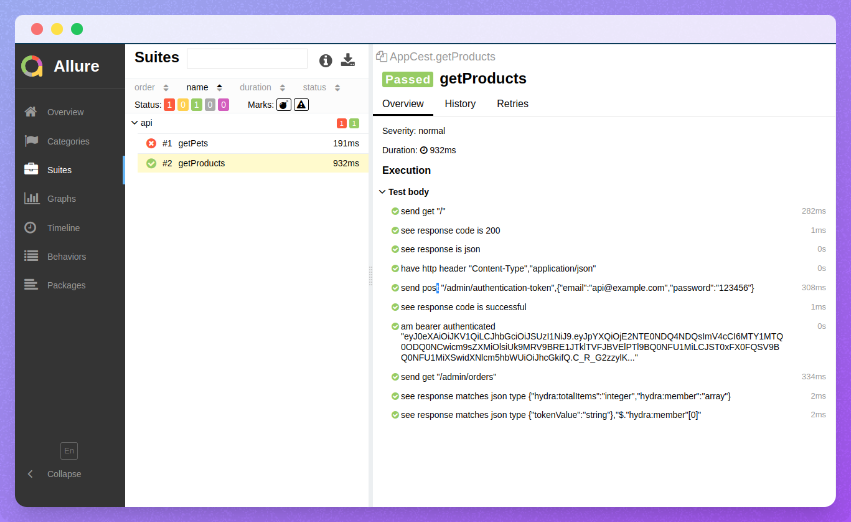 Allure
Overview
Categories
Suites
Graphs
Timeline
Behaviors
Packages
En
Collapse
Suites
order name duration status
Status: 1 0 1 0 0 Marks:
api 1 1
#1 getPets 191ms
#2 getProducts 932ms
AppCest.getProducts
Passed getProducts
Overview History Retries
Severity: normal
Duration: 932ms
Execution
Test body
send get "/" 282ms
see response code is 200 1ms
see response is json 0s
have http header "Content-Type","application/json" 0s
send post "/admin/authentication-token",{"email":"api@example.com","password":"123456"} 308ms
see response code is successful 1ms
am bearer authenticated 0s
send get "/admin/orders" 334ms
see response matches json type {"hydra:totalItems":"integer","hydra:member":"array"} 2ms
see response matches json type {"tokenValue":"string"},"$.'hydra:member'[0]" 2ms